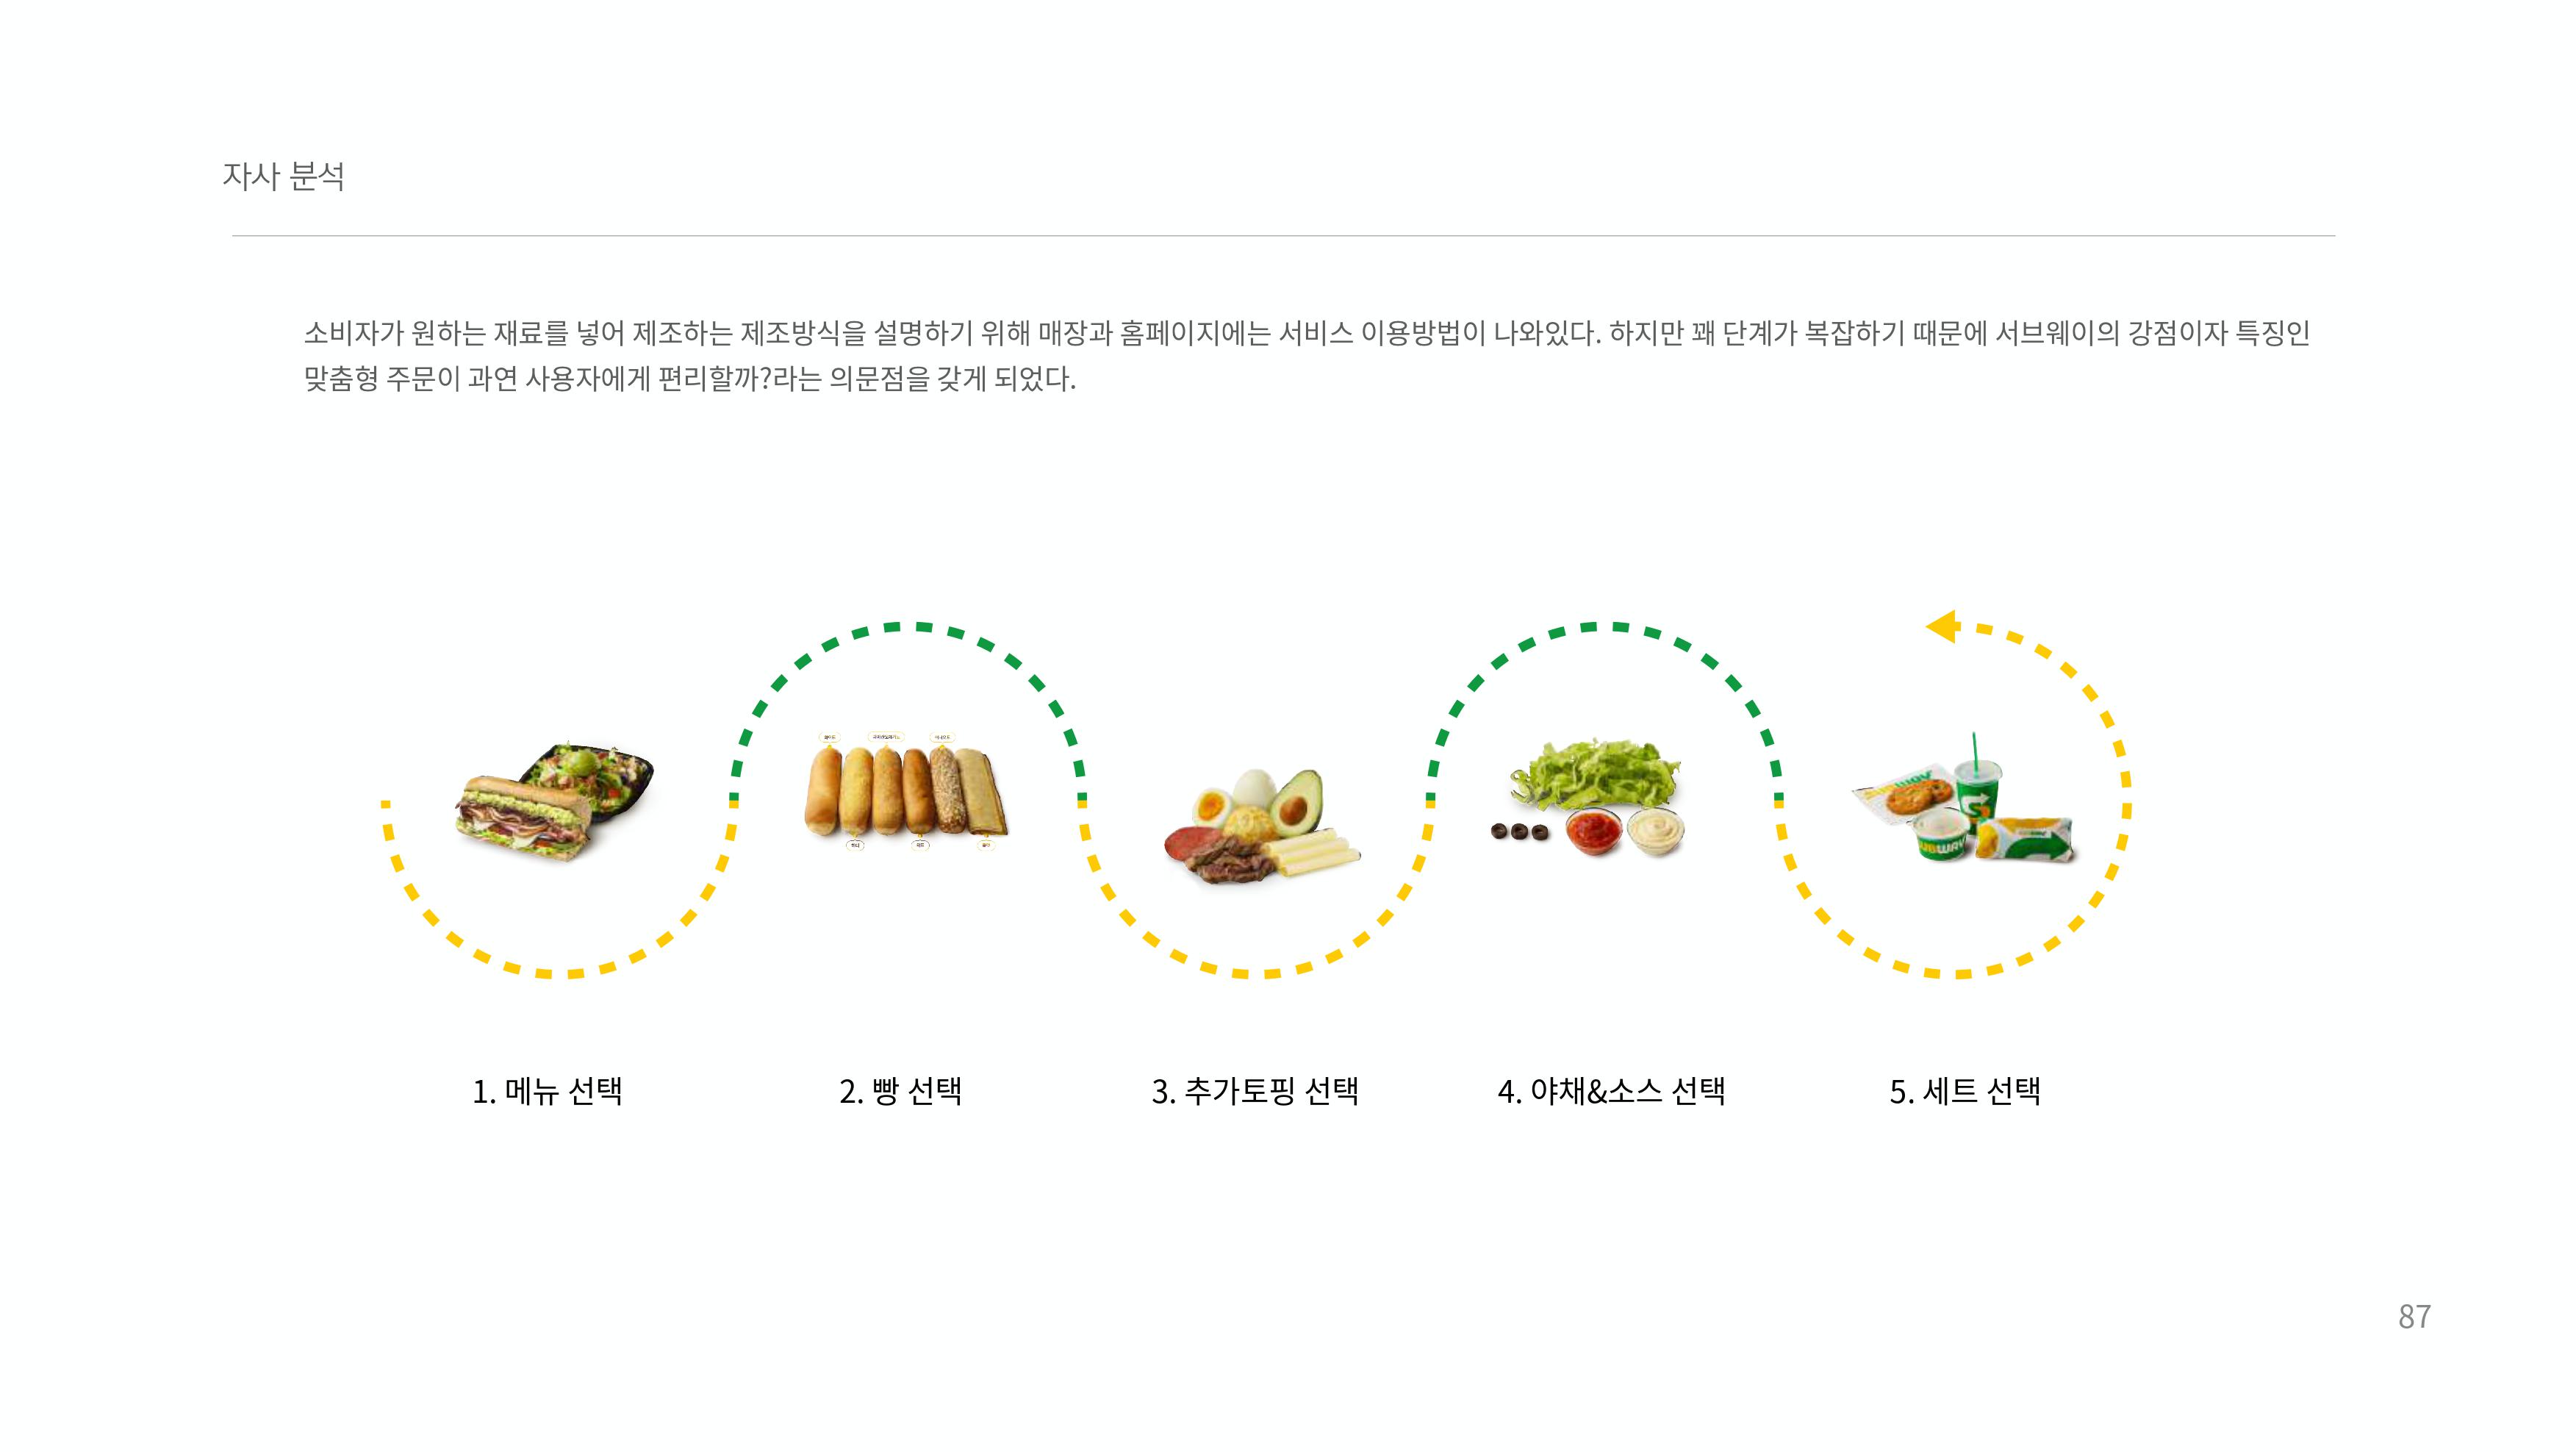 자사 분석
소비자가 원하는 재료를 넣어 제조하는 제조방식을 설명하기 위해 매장과 홈페이지에는 서비스 이용방법이 나와있다. 하지만 꽤 단계가 복잡하기 때문에 서브웨이의 강점이자 특징인
맞춤형 주문이 과연 사용자에게 편리할까?라는 의문점을 갖게 되었다.
1. 메뉴 선택
2. 빵 선택
3. 추가토핑 선택
4. 야채&소스 선택
5. 세트 선택
87